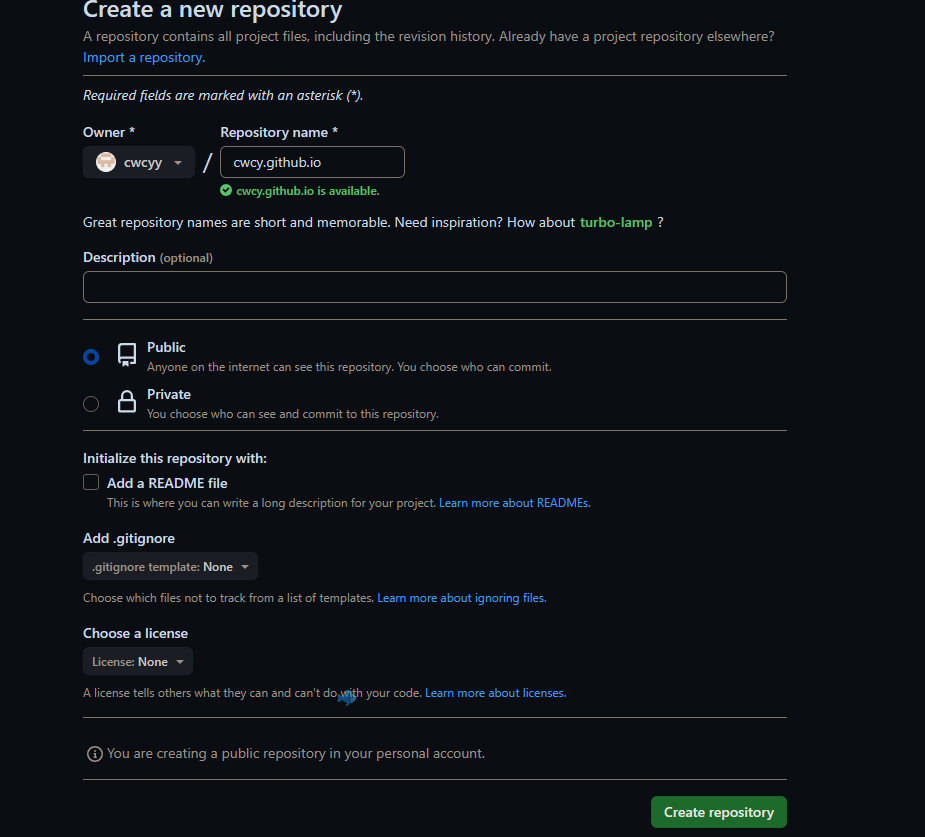 Create a new repository
A repository contains all project files, including the revision history. Already have a project repository elsewhere?
Import a repository.
Required fields are marked with an asterisk (*).
Owner * Repository name *
cwcyy / cwcy.github.io
cwcy.github.io is available.
Great repository names are short and memorable. Need inspiration? How about turbo-lamp ?
Description (optional)
Public
Anyone on the internet can see this repository. You choose who can commit.
Private
You choose who can see and commit to this repository.
Initialize this repository with:
Add a README file
This is where you can write a long description for your project. Learn more about READMEs.
Add .gitignore
.gitignore template: None
Choose which files not to track from a list of templates. Learn more about ignoring files.
Choose a license
License: None
A license tells others what they can and can't do with your code. Learn more about licenses.
You are creating a public repository in your personal account.
Create repository